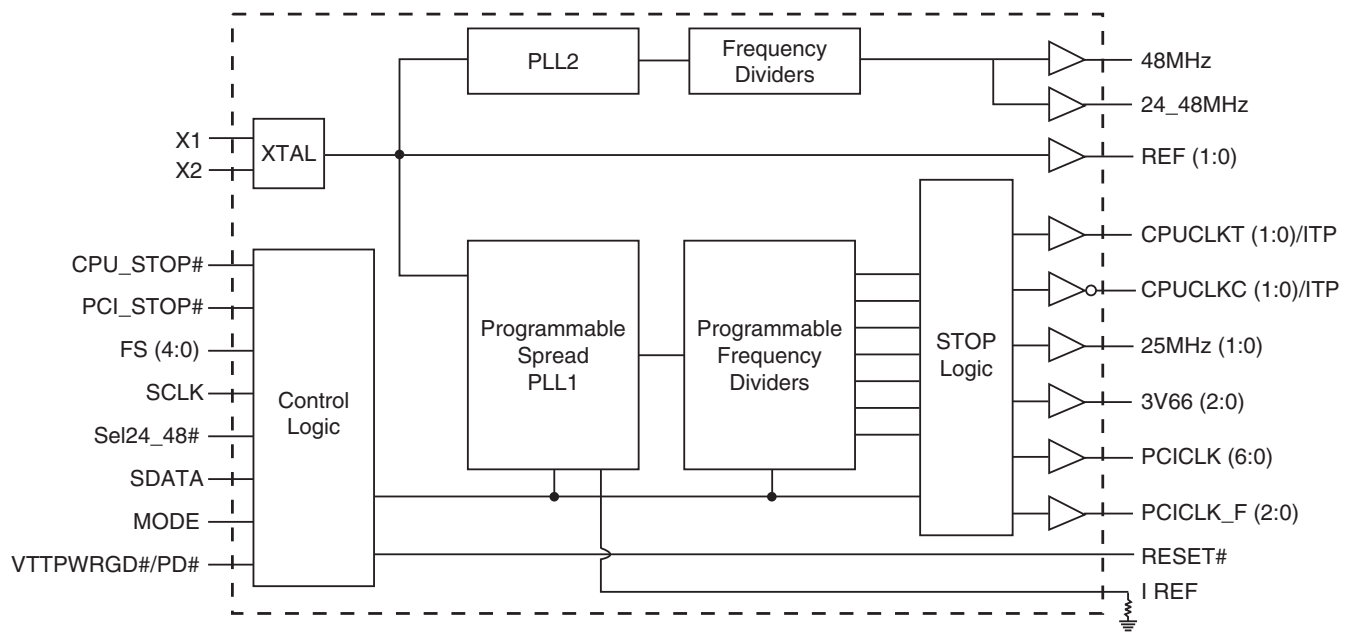 PLL2
Frequency
Dividers
48MHz
24_48MHz
X1
X2
XTAL
REF (1:0)
CPU_STOP#
PCI_STOP#
FS (4:0)
SCLK
Sel24_48#
SDATA
MODE
VTTPWRGD#/PD#
Control
Logic
Programmable
Spread
PLL1
Programmable
Frequency
Dividers
STOP
Logic
CPUCLKT (1:0)/ITP
CPUCLKC (1:0)/ITP
25MHz (1:0)
3V66 (2:0)
PCICLK (6:0)
PCICLK_F (2:0)
RESET#
I REF